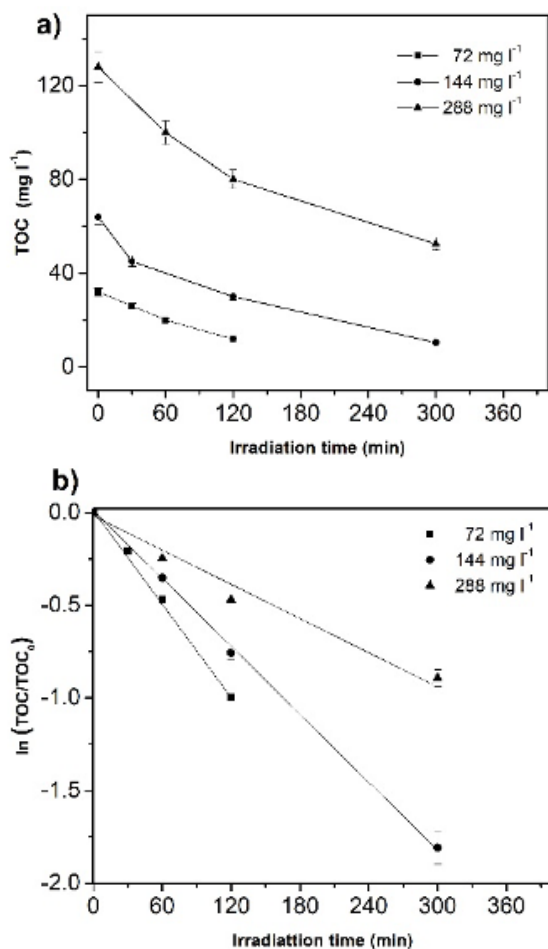 a)
72 mg l⁻¹
144 mg l⁻¹
288 mg l⁻¹
120
80
40
0
TOC (mg l⁻¹)
0 60 120 180 240 300 360
Irradiation time (min)
b)
72 mg l⁻¹
144 mg l⁻¹
288 mg l⁻¹
0.0
-0.5
-1.0
-1.5
-2.0
ln (TOC/TOC₀)
0 60 120 180 240 300 360
Irradiation time (min)